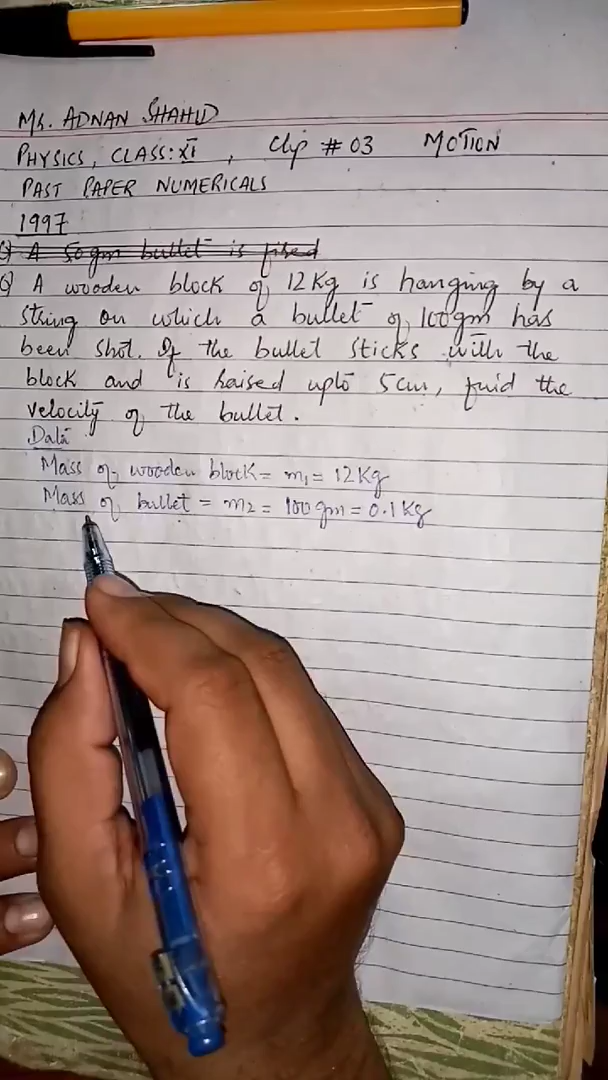 Mr. ADNAN SHAHID
PHYSICS, CLASS: XI, Clip # 03 MOTION
PAST PAPER NUMERICALS
1997
Q) A 50gm bullet is fired
Q) A wooden block of 12 Kg is hanging by a
string on which a bullet of 100gm has
been shot. If the bullet sticks with the
block and is raised upto 5cm, find the
velocity of the bullet.
Data
Mass of wooden block = m₁ = 12 Kg
Mass of bullet = m₂ = 100 gm = 0.1 Kg